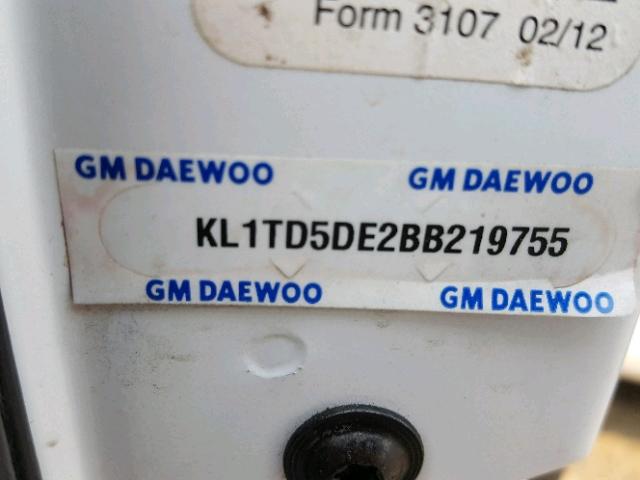 Form 3107 02/12
GM DAEWOO GM DAEWOO
KL1TD5DE2BB219755
GM DAEWOO GM DAEWOO